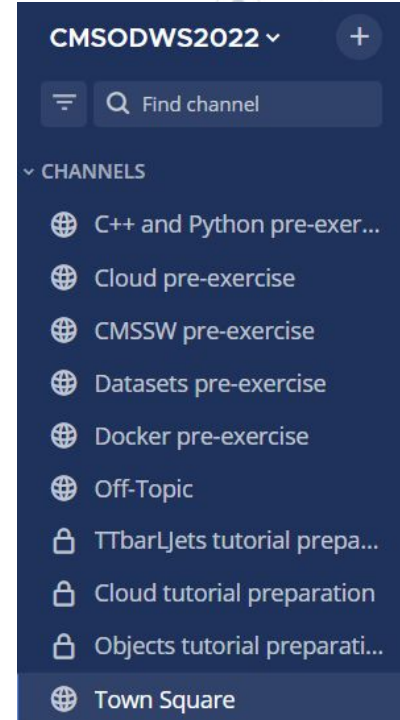 CMSODWS2022
Find channel
CHANNELS
C++ and Python pre-exer...
Cloud pre-exercise
CMSSW pre-exercise
Datasets pre-exercise
Docker pre-exercise
Off-Topic
TTbarLJets tutorial prepa...
Cloud tutorial preparation
Objects tutorial preparati...
Town Square